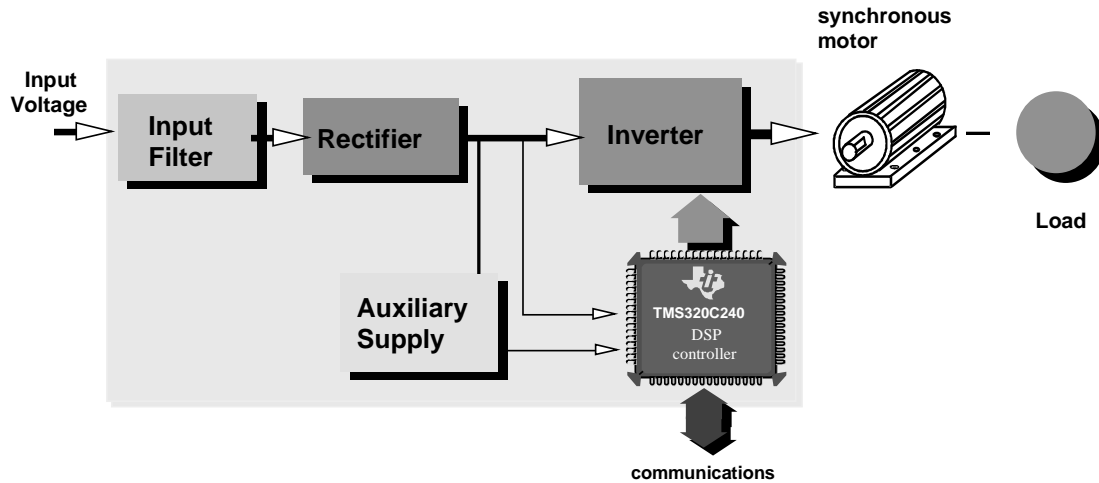 synchronous
motor
Input
Voltage
Input
Filter
Rectifier
Inverter
Load
Auxiliary
Supply
TMS320C240
DSP
controller
communications